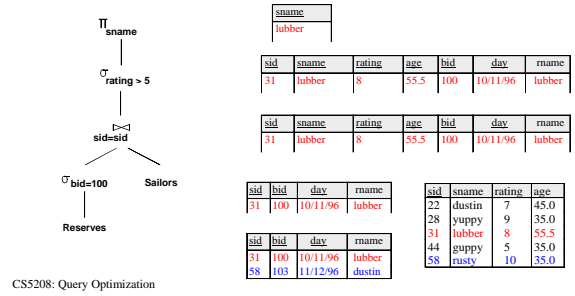 π sname
σ rating > 5
⋈ sid=sid
σ bid=100 Sailors
Reserves
sname
lubber
sid sname rating age bid day rname
31 lubber 8 55.5 100 10/11/96 lubber
sid sname rating age bid day rname
31 lubber 8 55.5 100 10/11/96 lubber
sid bid day rname
31 100 10/11/96 lubber
sid bid day rname
31 100 10/11/96 lubber
58 103 11/12/96 dustin
sid sname rating age
22 dustin 7 45.0
28 yuppy 9 35.0
31 lubber 8 55.5
44 guppy 5 35.0
58 rusty 10 35.0
CS5208: Query Optimization